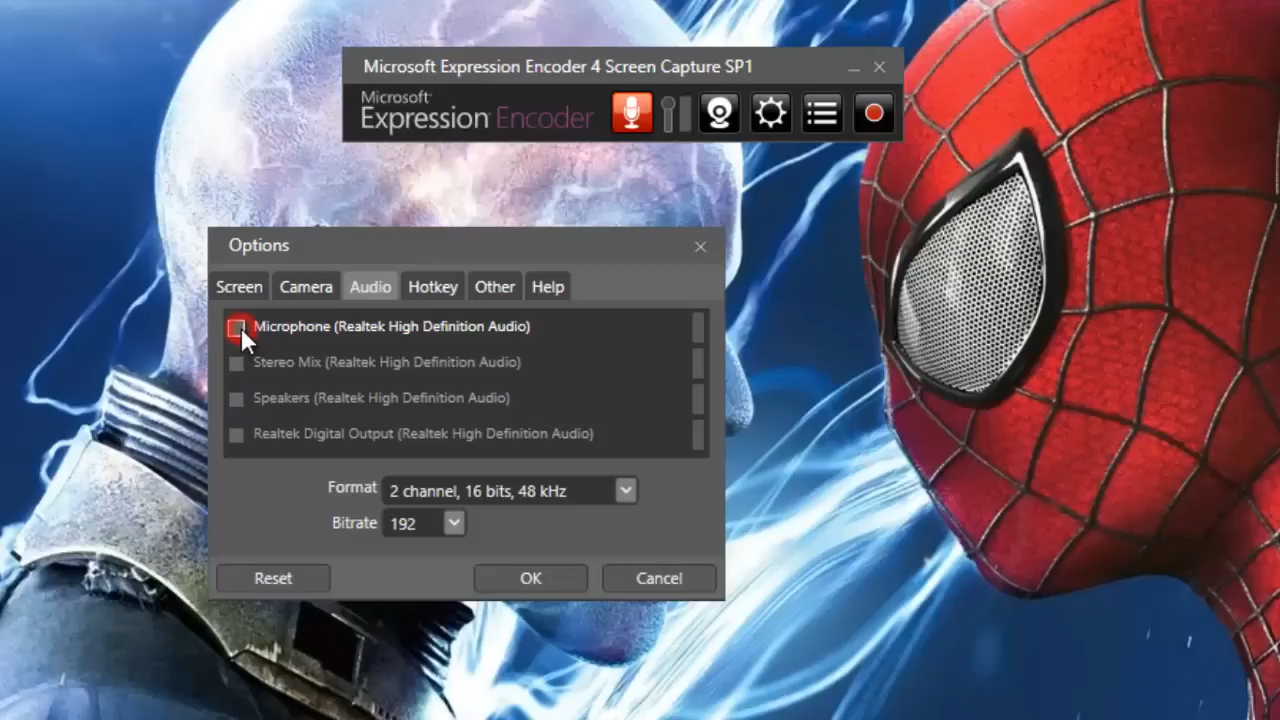 Microsoft Expression Encoder 4 Screen Capture SP1
Microsoft
Expression Encoder
Options
Screen Camera Audio Hotkey Other Help
Microphone (Realtek High Definition Audio)
Stereo Mix (Realtek High Definition Audio)
Speakers (Realtek High Definition Audio)
Realtek Digital Output (Realtek High Definition Audio)
Format 2 channel, 16 bits, 48 kHz
Bitrate 192
Reset OK Cancel